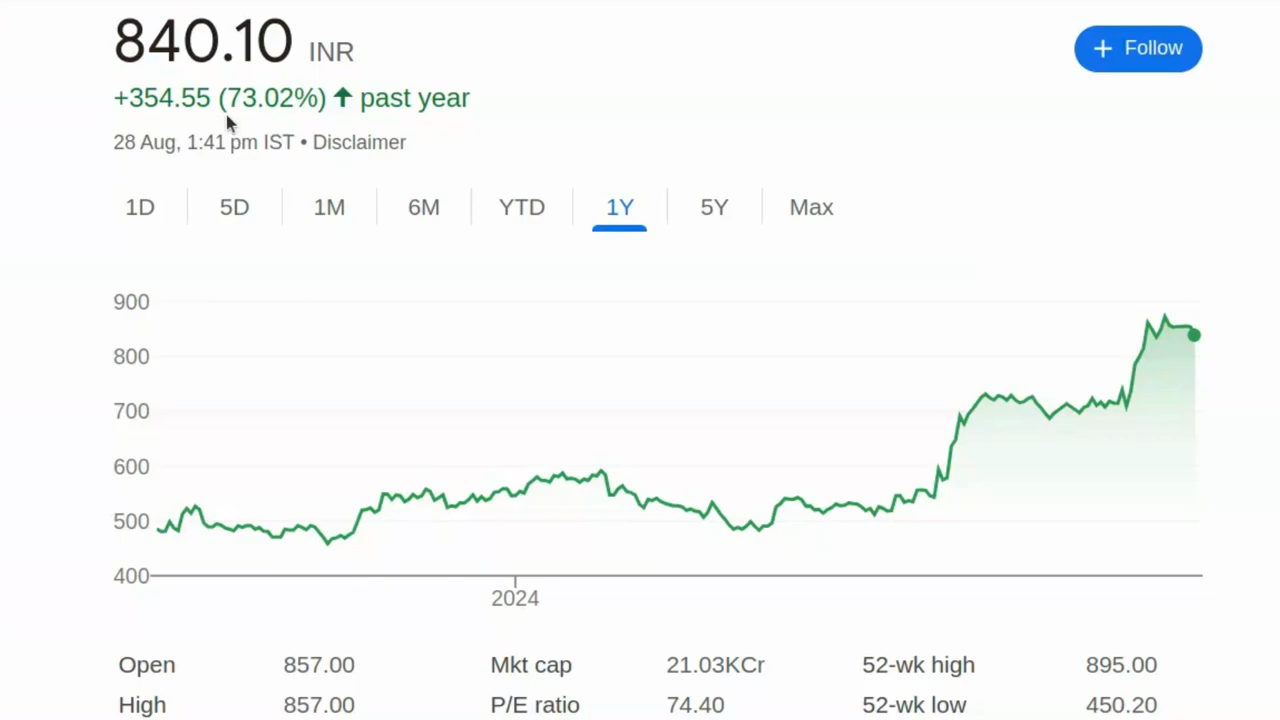 840.10 INR
+ Follow
+354.55 (73.02%) ↑ past year
28 Aug, 1:41 pm IST • Disclaimer
1D 5D 1M 6M YTD 1Y 5Y Max
900
800
700
600
500
400
2024
Open 857.00 Mkt cap 21.03KCr 52-wk high 895.00
High 857.00 P/E ratio 74.40 52-wk low 450.20